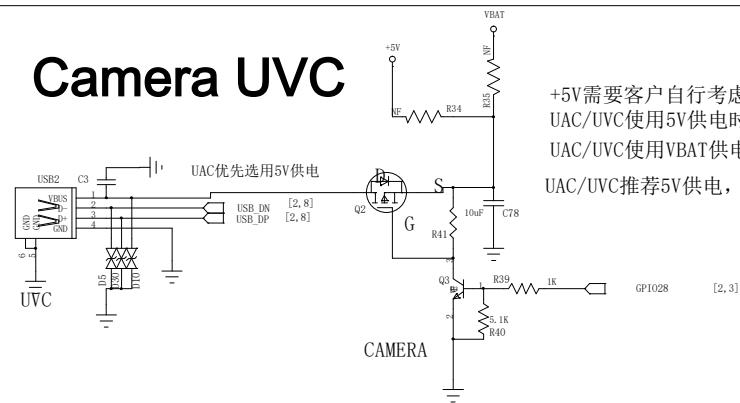 VBAT
+5V
Camera UVC
NF
R35
NF
R34
+5V需要客户自行考虑
UAC/UVC使用5V供电时
UAC/UVC使用VBAT供电
UAC/UVC推荐5V供电，
UAC优先选用5V供电
USB2
C3
VBUS
D-
D+
GND
1
2
3
4
USB_DN [2,8]
USB_DP [2,8]
GND
GND
6
5
UVC
D5
D30
D10
D
S
G
Q2
10uF
C78
R41
3
Q3
1
2
R39
1K
GPIO28 [2,3]
5.1K
R40
CAMERA